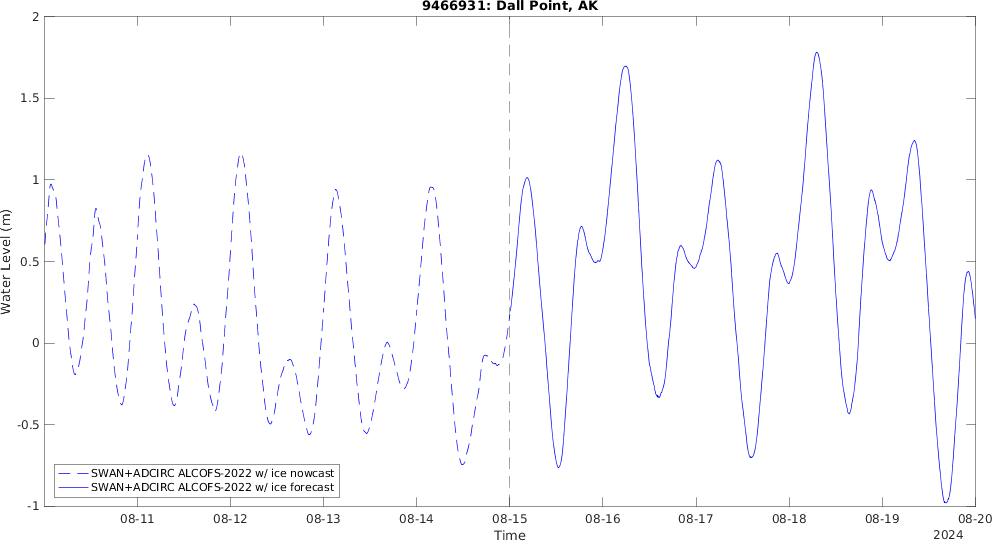 9466931: Dall Point, AK
2
1.5
1
0.5
0
-0.5
-1
Water Level (m)
SWAN+ADCIRC ALCOFS-2022 w/ ice nowcast
SWAN+ADCIRC ALCOFS-2022 w/ ice forecast
08-11 08-12 08-13 08-14 08-15 08-16 08-17 08-18 08-19 08-20
Time
2024